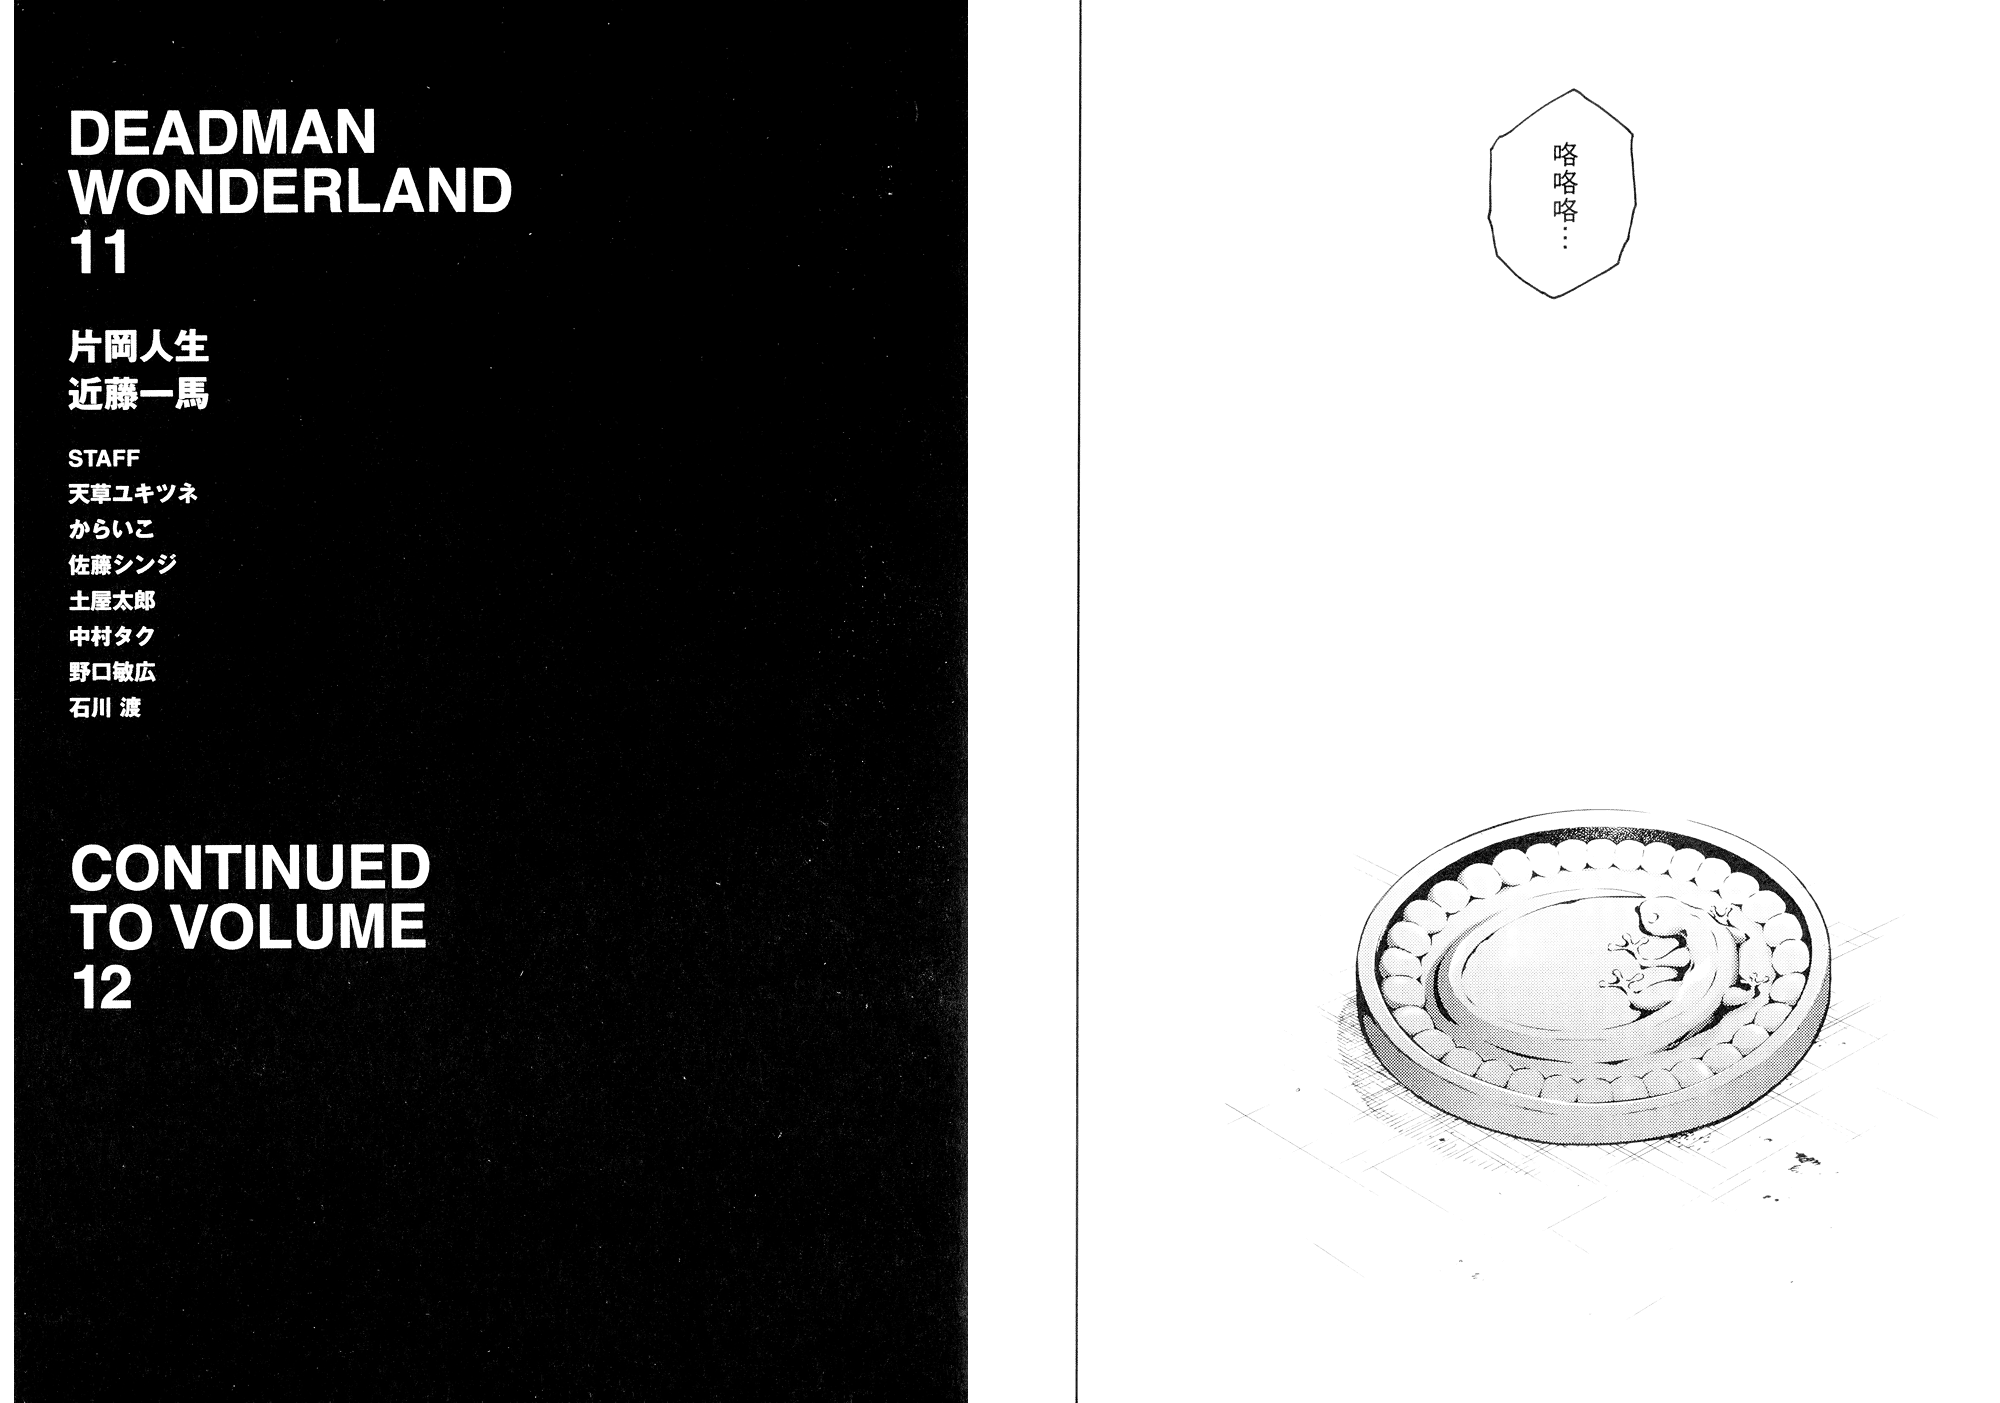 咯咯咯…
DEADMAN
WONDERLAND
11
片岡人生
近藤一馬
STAFF
天草ユキツネ
からいこ
佐藤シンジ
土屋太郎
中村タク
野口敏広
石川 渡
CONTINUED
TO VOLUME
12